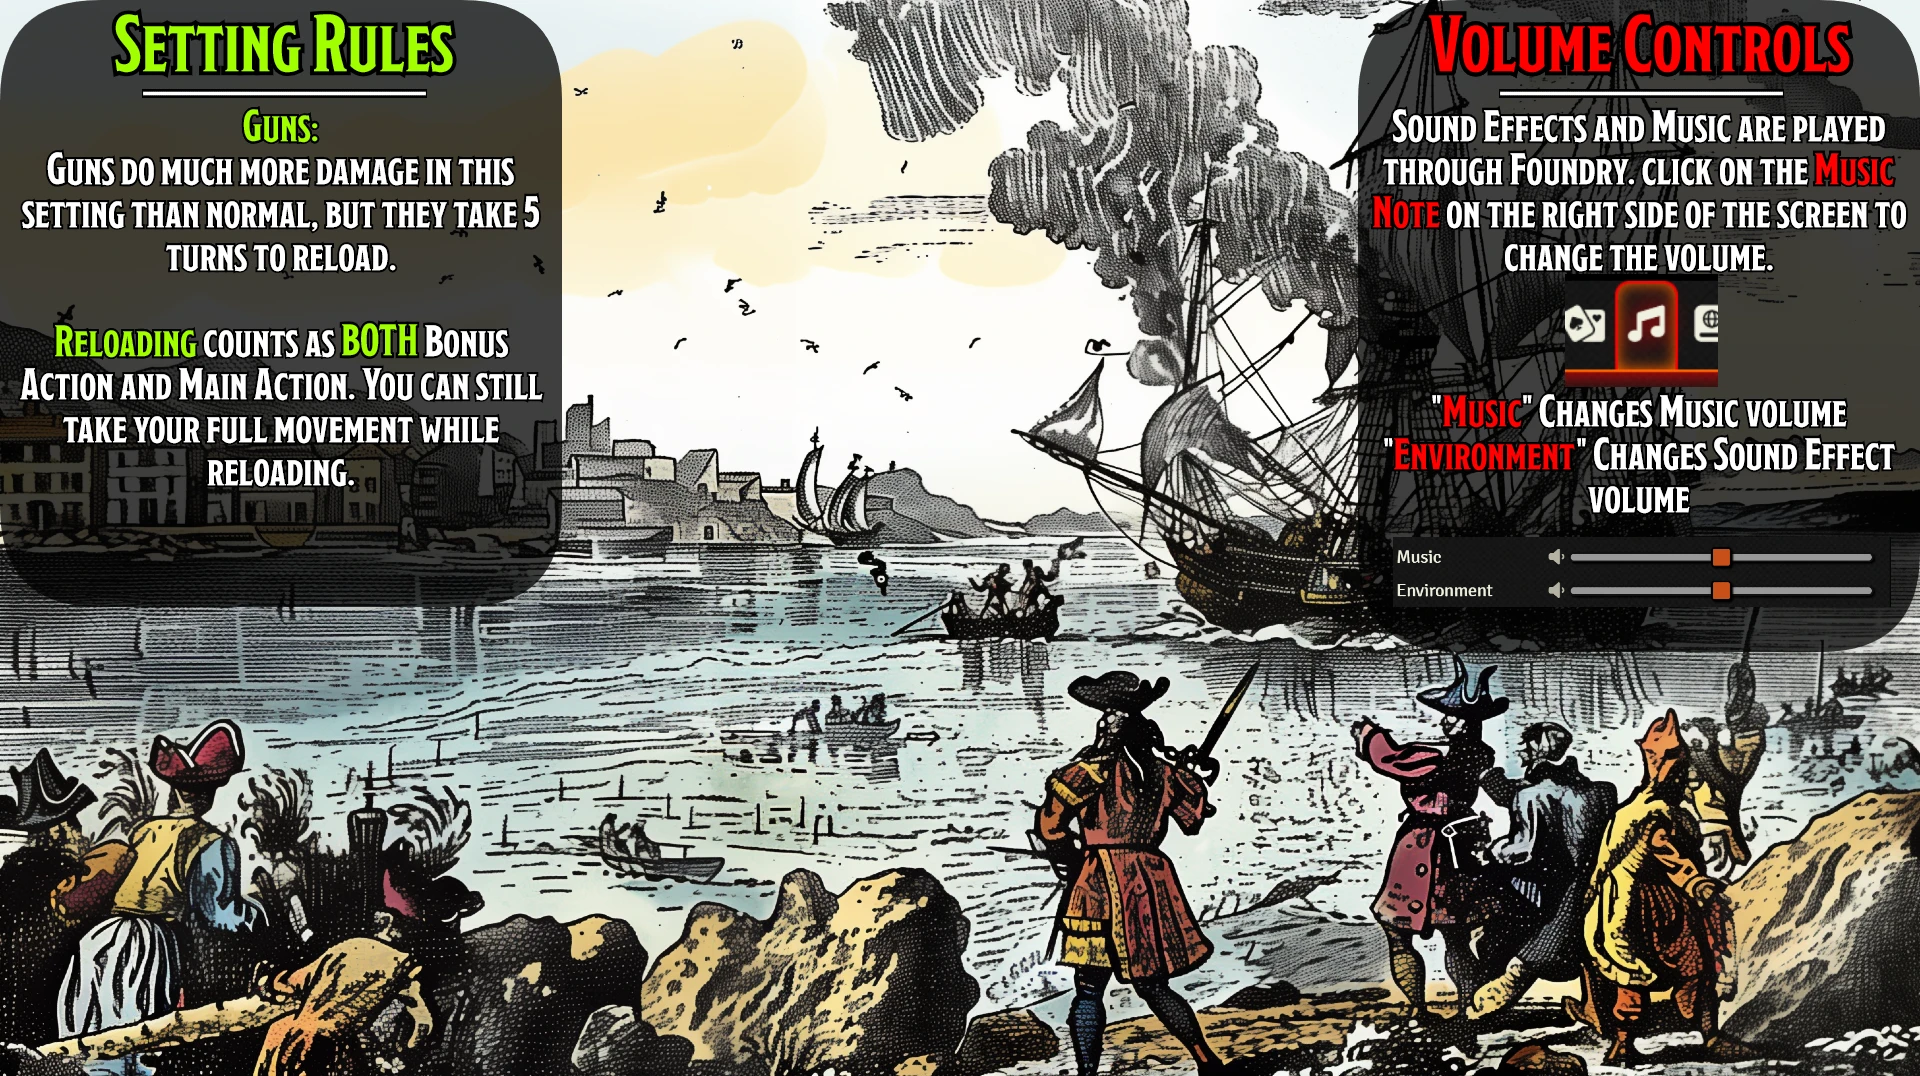 Setting Rules
Guns:
Guns do much more damage in this
setting than normal, but they take 5
turns to reload.
Reloading counts as BOTH Bonus
Action and Main Action. You can still
take your full movement while
reloading.
Volume Controls
Sound Effects and Music are played
through Foundry. click on the Music
Note on the right side of the screen to
change the volume.
"Music" Changes Music volume
"Environment" Changes Sound Effect
volume
Music
Environment